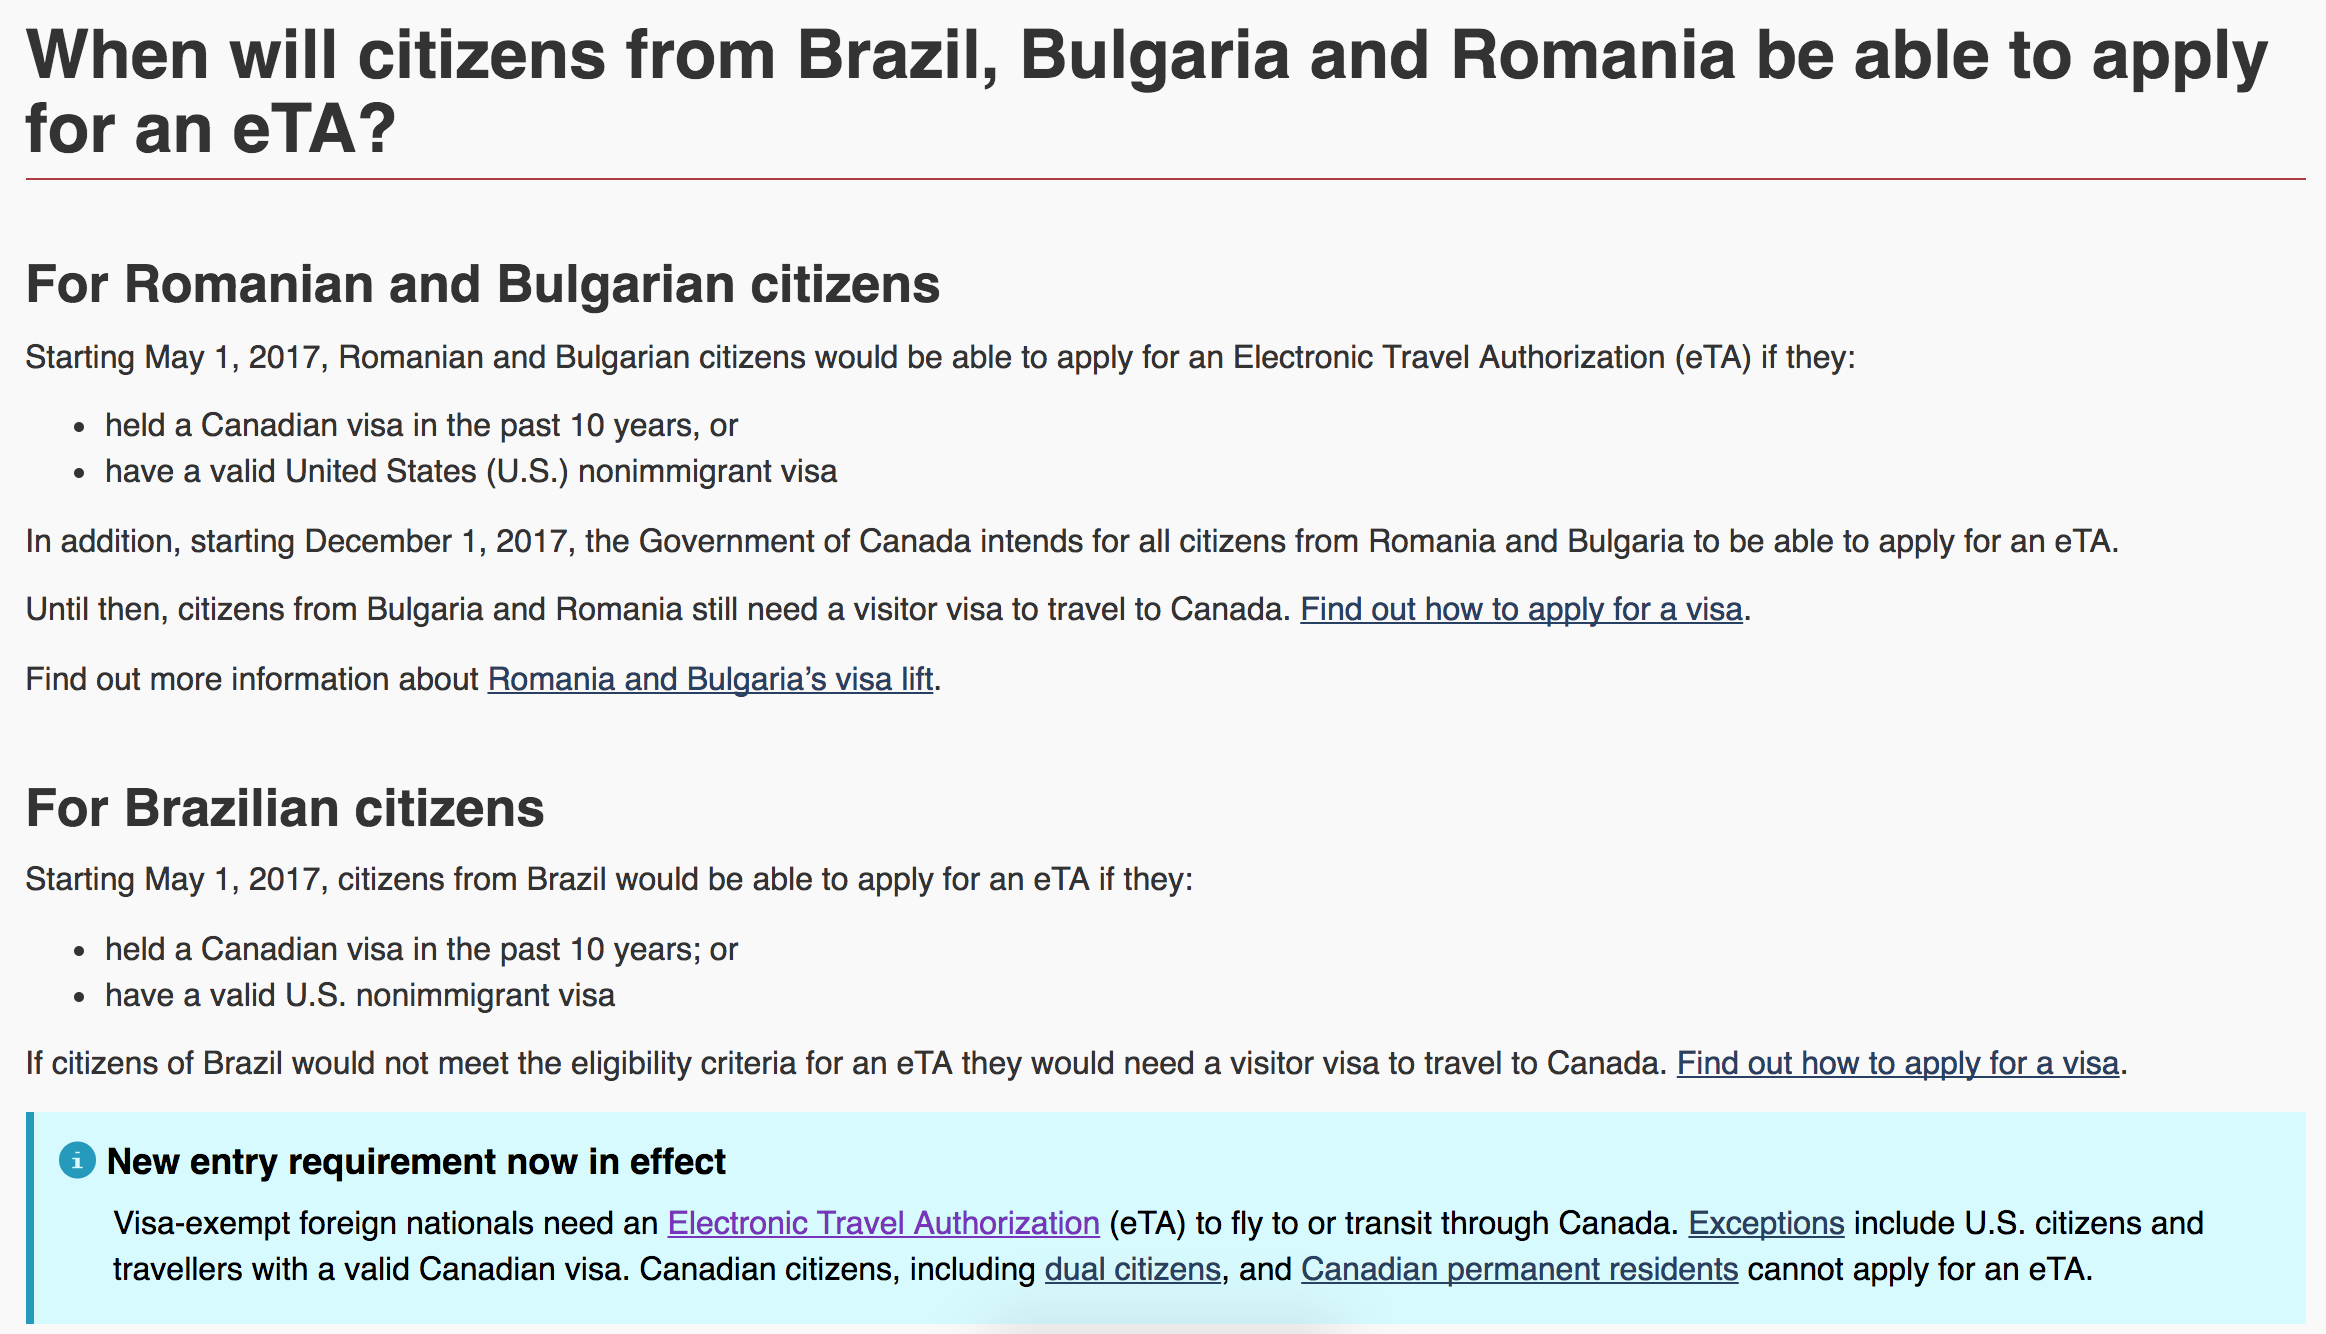 When will citizens from Brazil, Bulgaria and Romania be able to apply
for an eTA?
For Romanian and Bulgarian citizens
Starting May 1, 2017, Romanian and Bulgarian citizens would be able to apply for an Electronic Travel Authorization (eTA) if they:
• held a Canadian visa in the past 10 years, or
• have a valid United States (U.S.) nonimmigrant visa
In addition, starting December 1, 2017, the Government of Canada intends for all citizens from Romania and Bulgaria to be able to apply for an eTA.
Until then, citizens from Bulgaria and Romania still need a visitor visa to travel to Canada. Find out how to apply for a visa.
Find out more information about Romania and Bulgaria’s visa lift.
For Brazilian citizens
Starting May 1, 2017, citizens from Brazil would be able to apply for an eTA if they:
• held a Canadian visa in the past 10 years; or
• have a valid U.S. nonimmigrant visa
If citizens of Brazil would not meet the eligibility criteria for an eTA they would need a visitor visa to travel to Canada. Find out how to apply for a visa.
i New entry requirement now in effect
Visa-exempt foreign nationals need an Electronic Travel Authorization (eTA) to fly to or transit through Canada. Exceptions include U.S. citizens and
travellers with a valid Canadian visa. Canadian citizens, including dual citizens, and Canadian permanent residents cannot apply for an eTA.